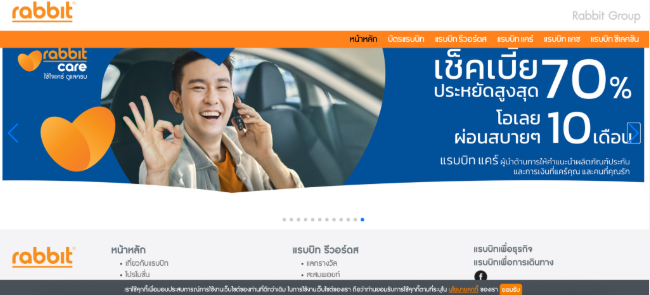 rabbit
Rabbit Group
หน้าหลัก บัตรแรบบิท แรบบิท รีวอร์ดส แรบบิท แคร์ แรบบิท แคช แรบบิท ซีเลคชัน
rabbit care
ใช้ใจแคร์ ดูแลครบ
เช็คเบี้ย
ประหยัดสูงสุด 70%
โอเลย
ผ่อนสบายๆ 10 เดือน
แรบบิท แคร์ ผู้นำด้านการให้คำแนะนำผลิตภัณฑ์ประกัน
และการเงินที่แคร์คุณ และคนที่คุณรัก
rabbit
หน้าหลัก
• เกี่ยวกับแรบบิท
• โปรโมชั่น
แรบบิท รีวอร์ดส
• แลกรางวัล
• สะสมพอยท์
แรบบิทเพื่อธุรกิจ
แรบบิทเพื่อการเดินทาง
เราใช้คุกกี้เพื่อมอบประสบการณ์การใช้งานเว็บไซต์ของท่านที่ดีกว่าเดิม ในการใช้งานเว็บไซต์ของเรา ถือว่าท่านยอมรับการใช้คุกกี้ตามที่ระบุใน นโยบายคุกกี้ ของเรา ยอมรับ